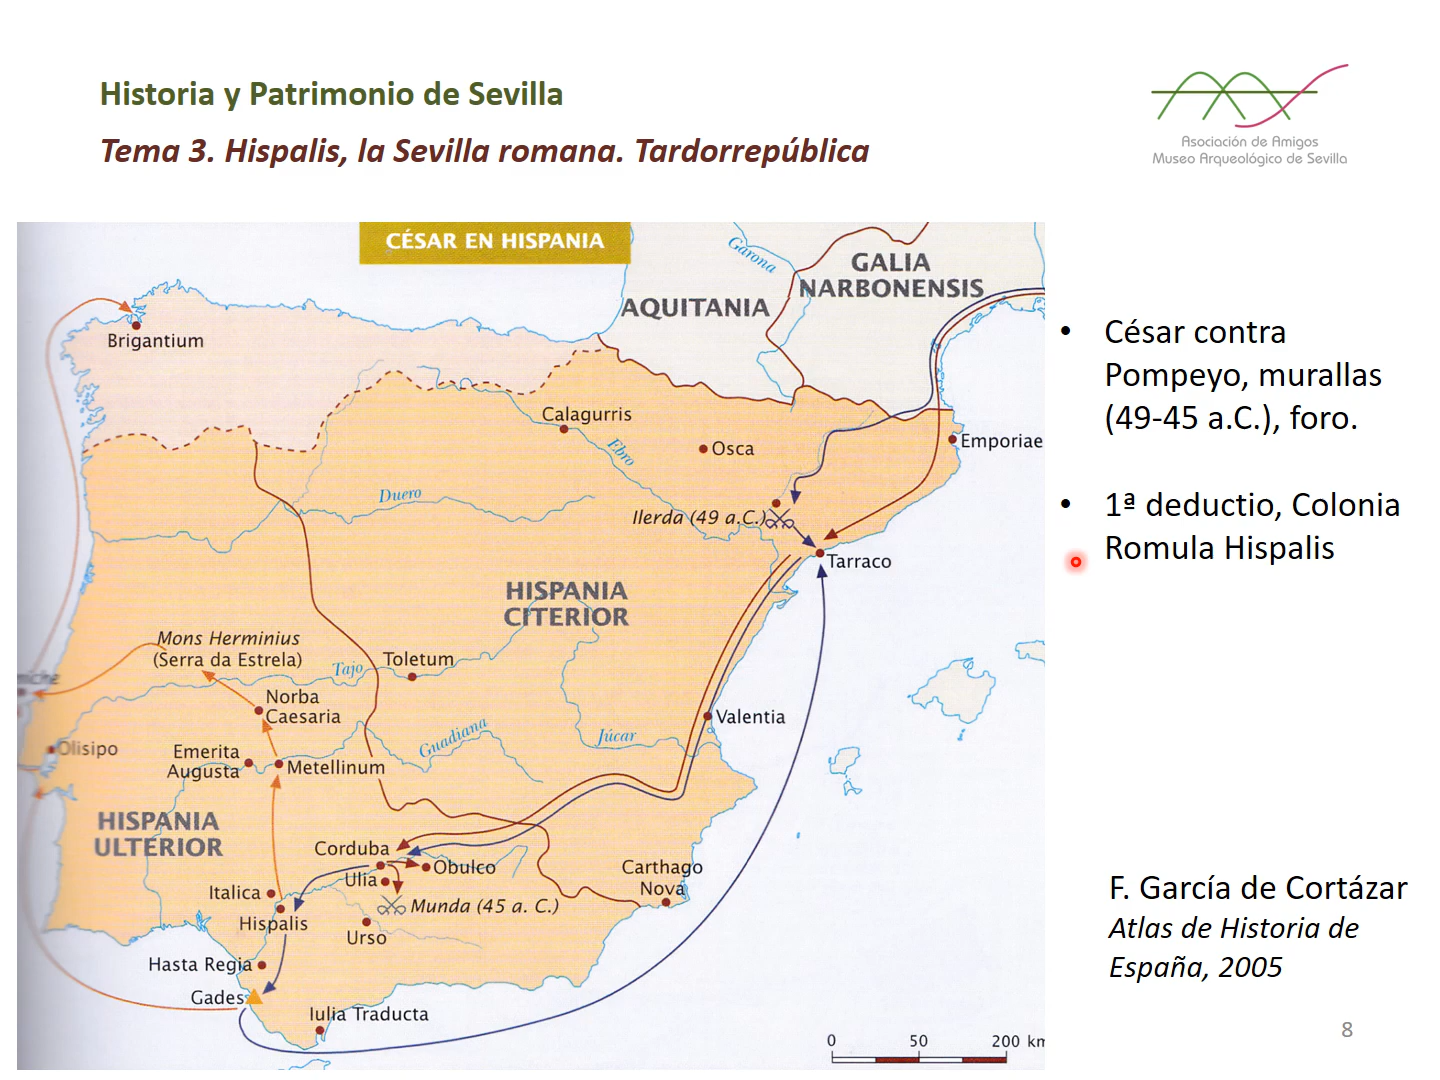 Historia y Patrimonio de Sevilla
Tema 3. Hispalis, la Sevilla romana. Tardorrepública
Asociación de Amigos
Museo Arqueológico de Sevilla
CÉSAR EN HISPANIA
Garona
GALIA
NARBONENSIS
AQUITANIA
Brigantium
Calagurris
Ebro
Osca
Emporiae
Duero
Ilerda (49 a.C.)
Tarraco
HISPANIA
CITERIOR
Mons Herminius
(Serra da Estrela)
Tajo
Toletum
Norba
Caesaria
Valentia
Olisipo
Emerita
Augusta
Metellinum
Guadiana
Júcar
HISPANIA
ULTERIOR
Corduba
Obulco
Ulia
Carthago
Nova
Italica
Munda (45 a. C.)
Hispalis
Urso
Hasta Regia
Gades
Iulia Traducta
0 50 200 km
• César contra
Pompeyo, murallas
(49-45 a.C.), foro.
• 1ª deductio, Colonia
Romula Hispalis
F. García de Cortázar
Atlas de Historia de
España, 2005
8